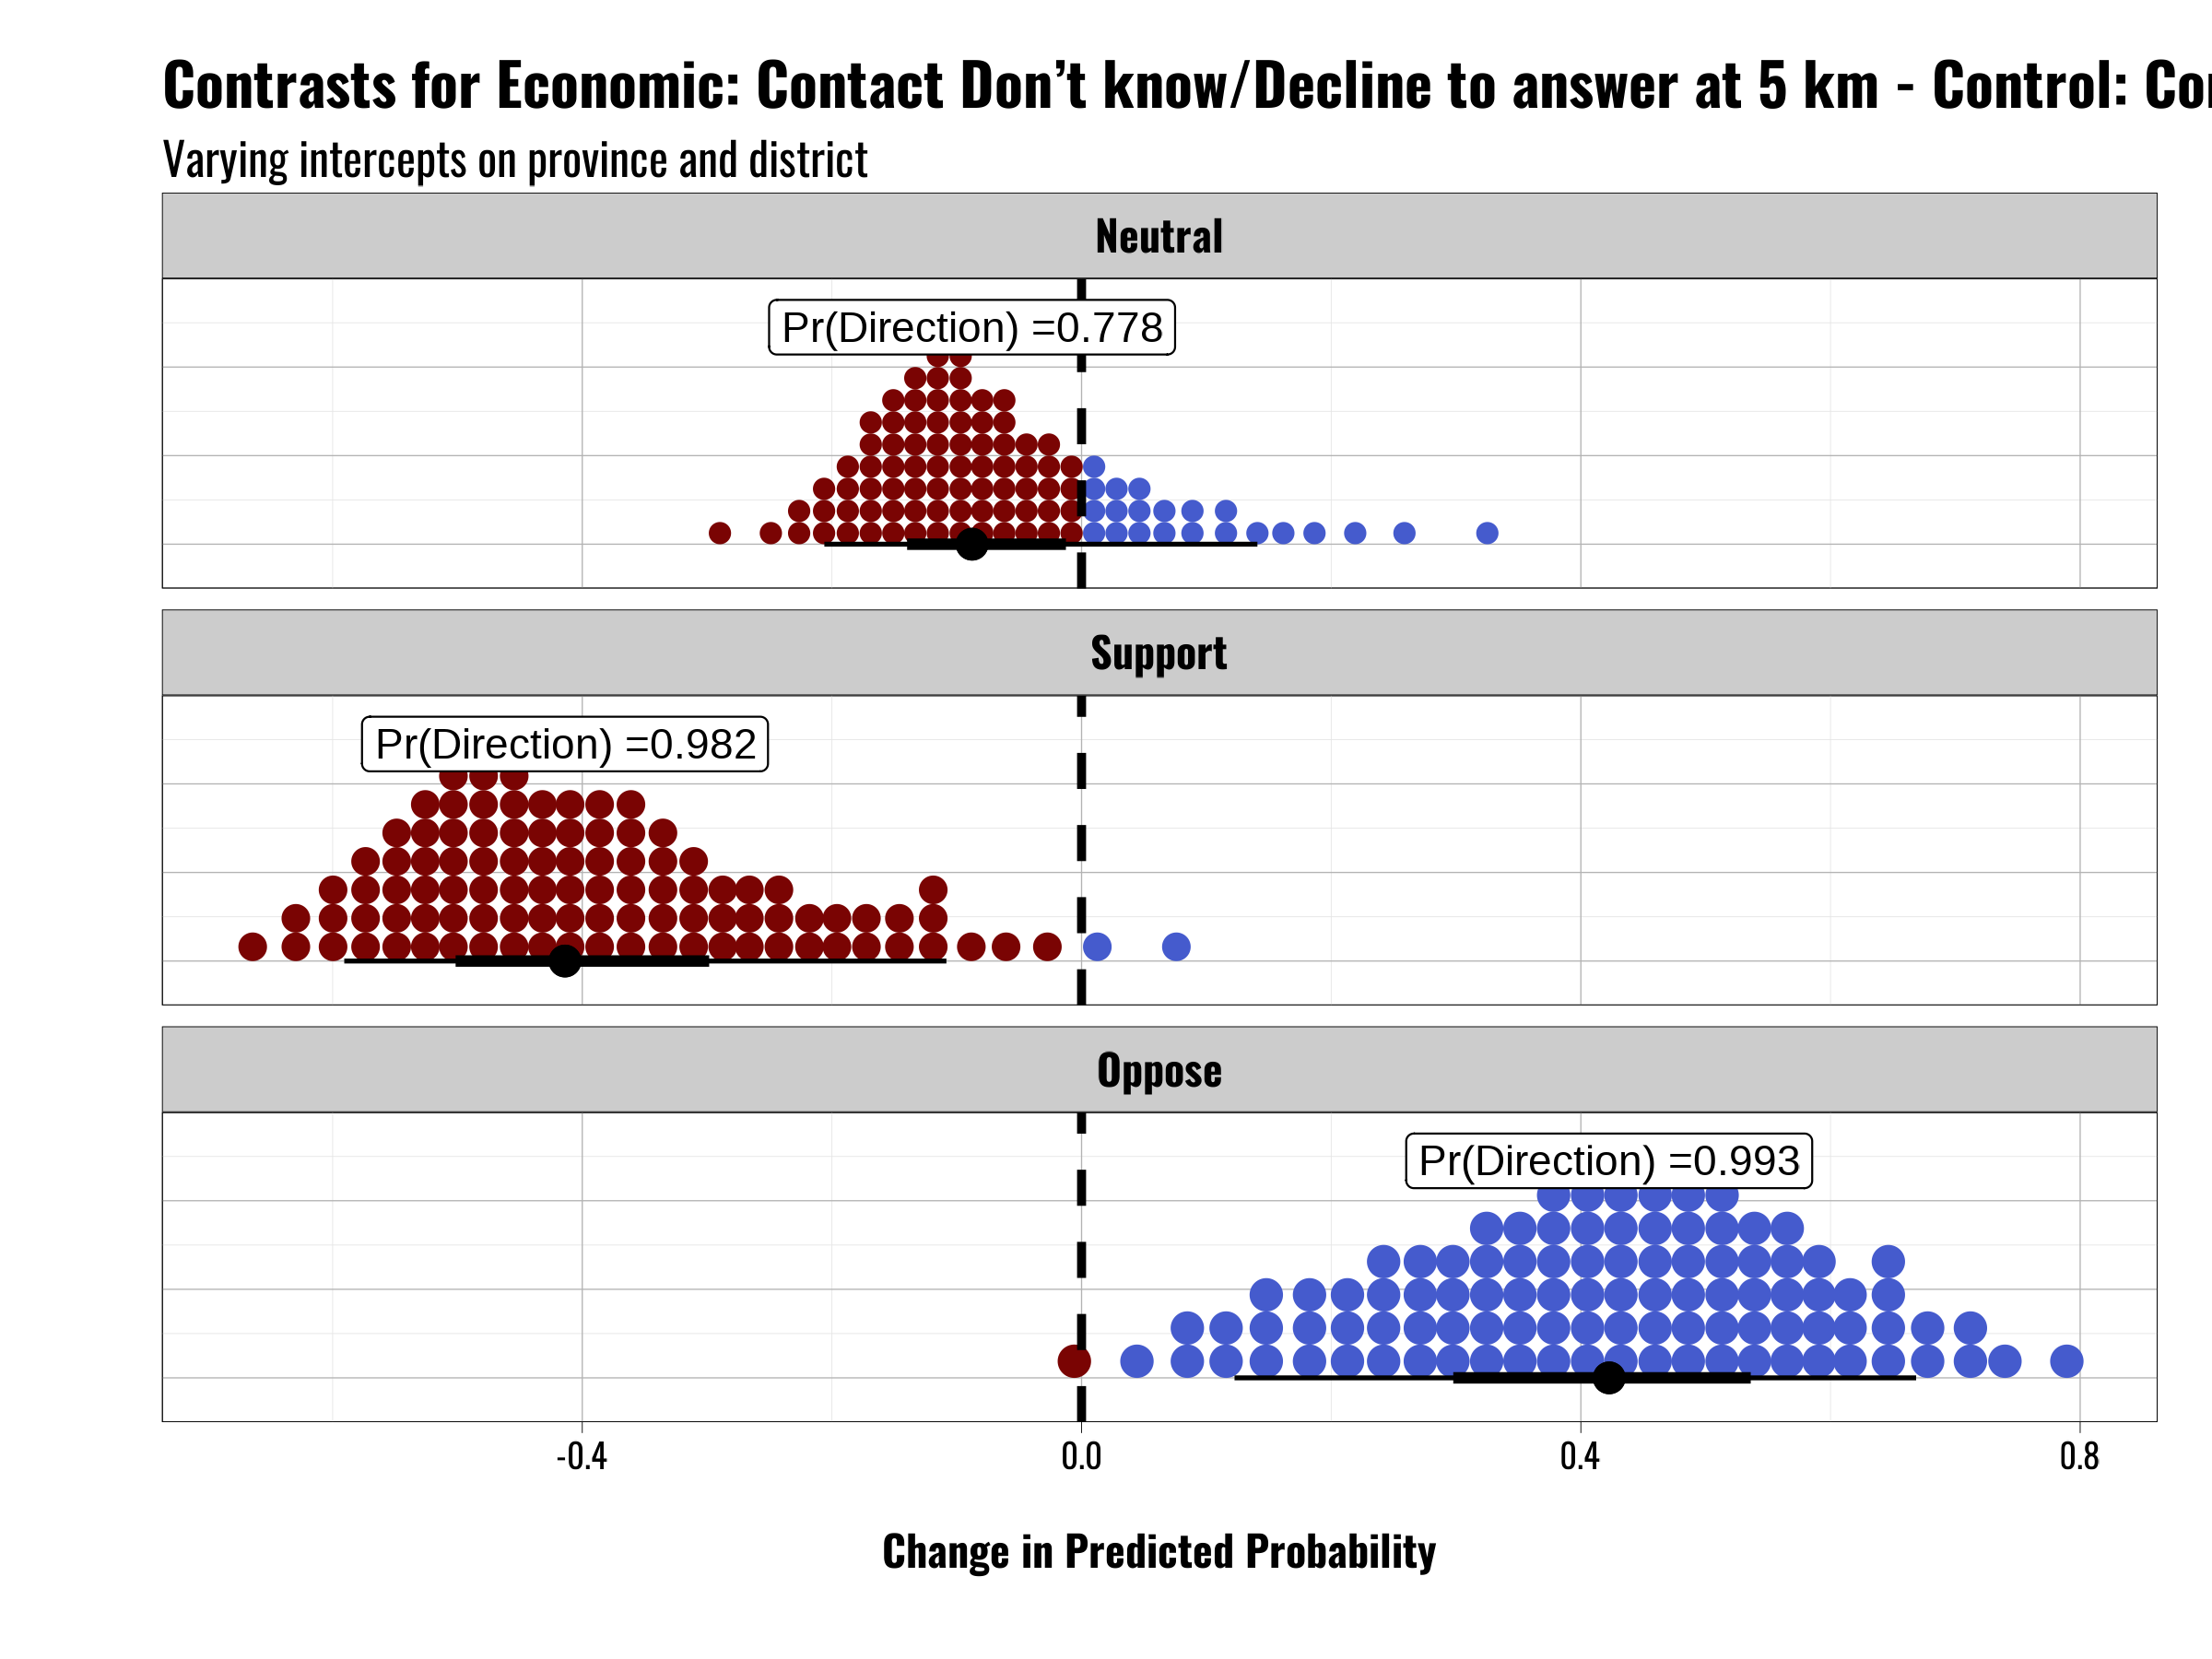 Contrasts for Economic: Contact Don’t know/Decline to answer at 5 km - Control:
Varying intercepts on province and district
Neutral
Pr(Direction) =0.778
Support
Pr(Direction) =0.982
Oppose
Pr(Direction) =0.993
-0.4 0.0 0.4 0.8
Change in Predicted Probability